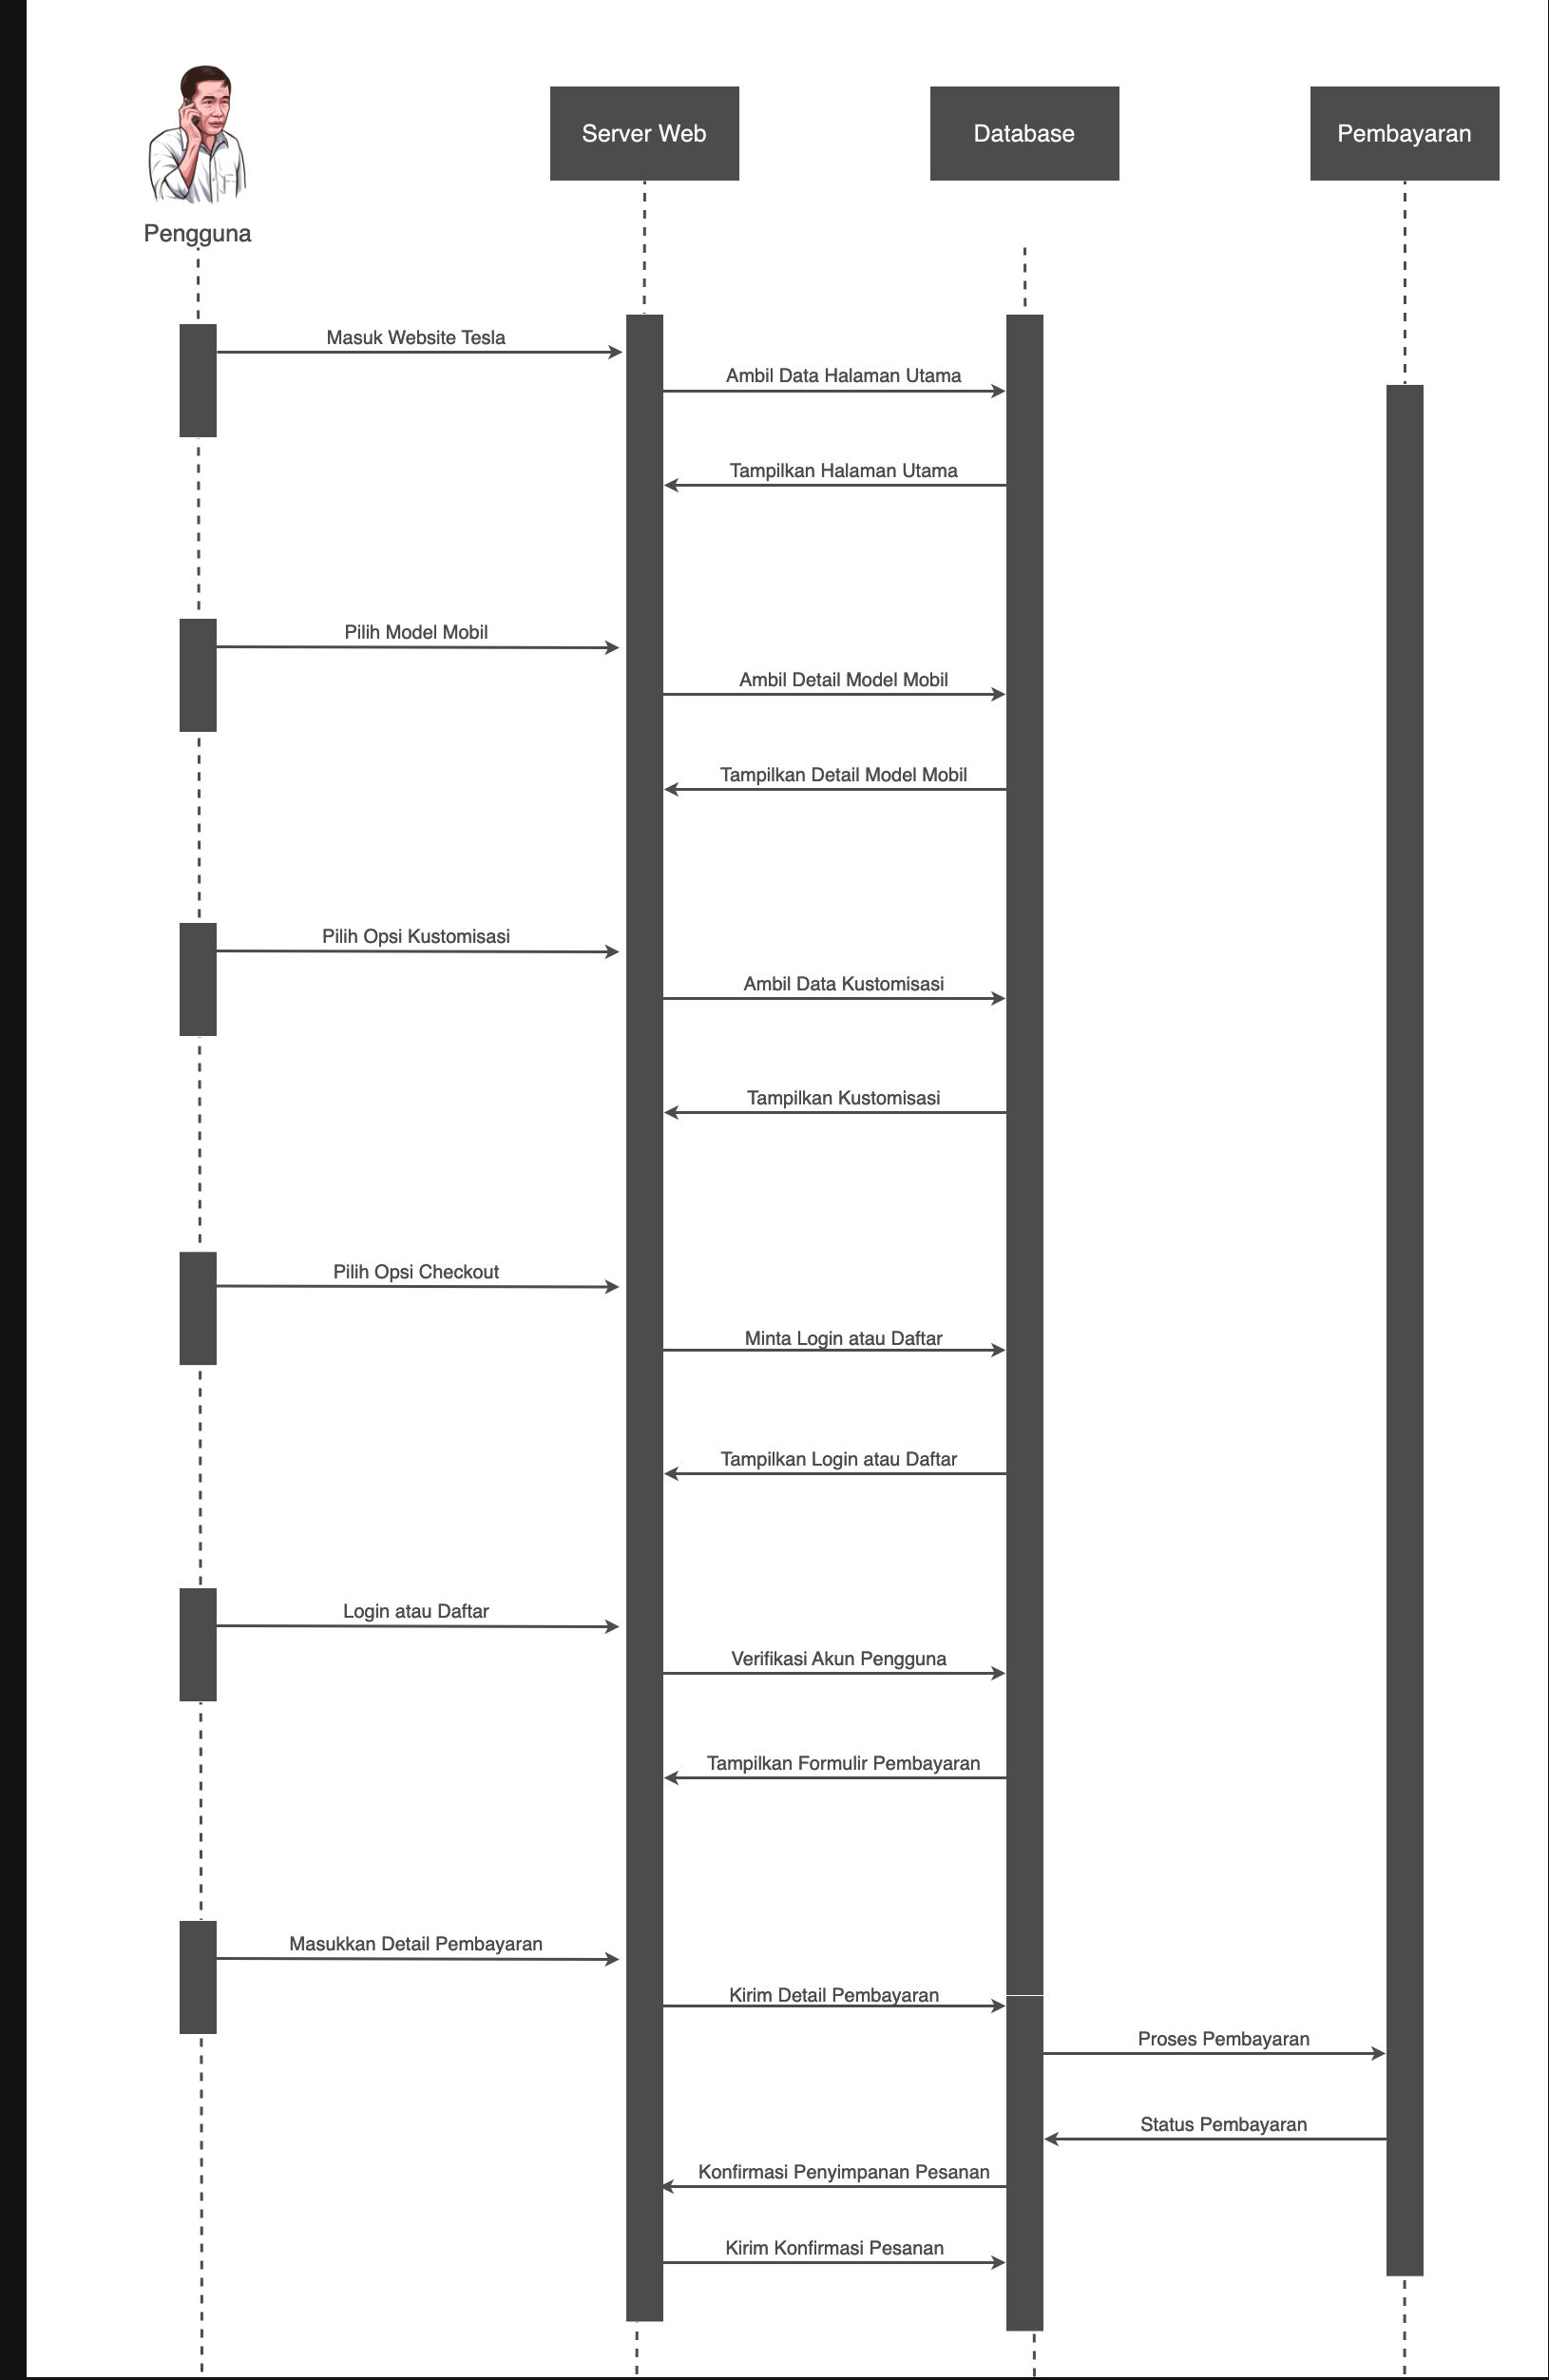 Server Web
Database
Pembayaran
Pengguna
Masuk Website Tesla
Ambil Data Halaman Utama
Tampilkan Halaman Utama
Pilih Model Mobil
Ambil Detail Model Mobil
Tampilkan Detail Model Mobil
Pilih Opsi Kustomisasi
Ambil Data Kustomisasi
Tampilkan Kustomisasi
Pilih Opsi Checkout
Minta Login atau Daftar
Tampilkan Login atau Daftar
Login atau Daftar
Verifikasi Akun Pengguna
Tampilkan Formulir Pembayaran
Masukkan Detail Pembayaran
Kirim Detail Pembayaran
Proses Pembayaran
Status Pembayaran
Konfirmasi Penyimpanan Pesanan
Kirim Konfirmasi Pesanan